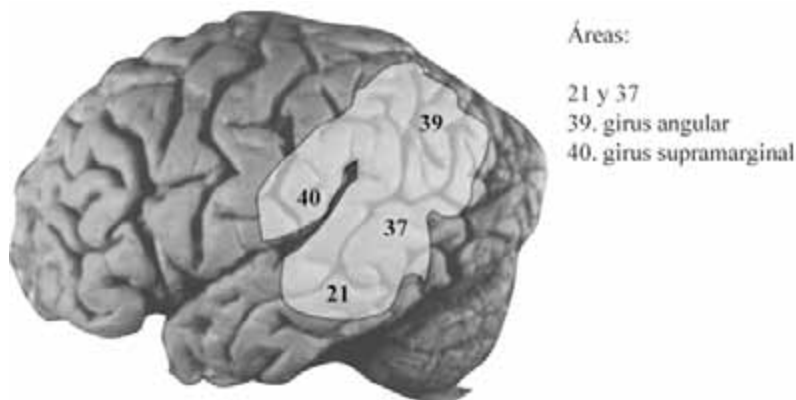 Áreas:
21 y 37
39. girus angular
40. girus supramarginal
39
40
37
21